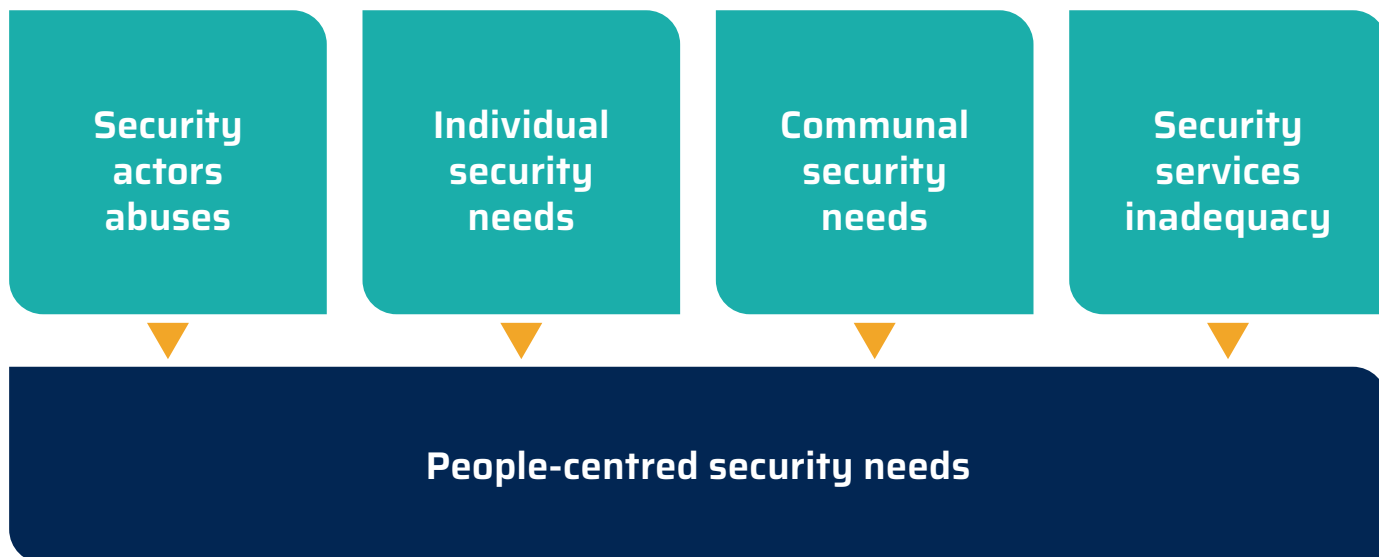 Security
actors
abuses
Individual
security
needs
Communal
security
needs
Security
services
inadequacy
People-centred security needs